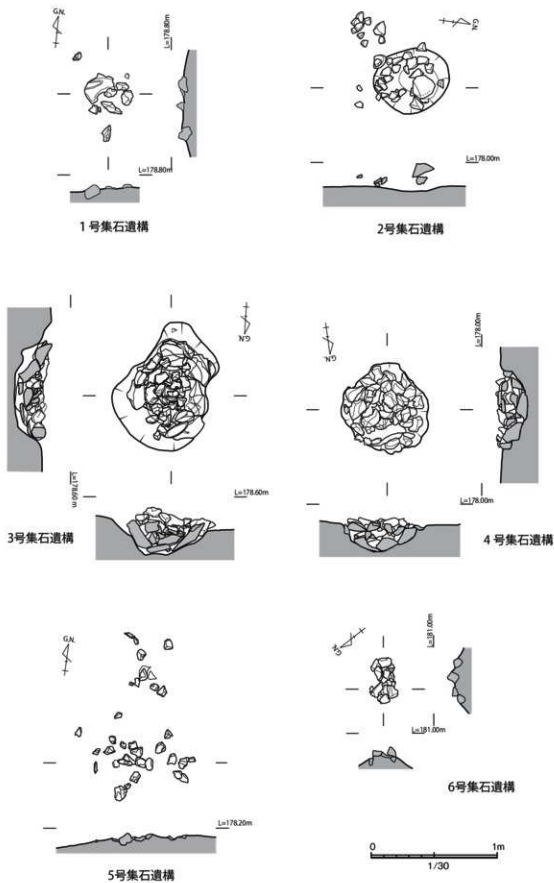 G.N.
L=178.80m
L=178.80m
1号集石遺構
G.N.
L=178.00m
2号集石遺構
G.N.
L=178.60m
L=178.60m
3号集石遺構
G.N.
L=178.00m
L=178.00m
4号集石遺構
G.N.
L=178.20m
5号集石遺構
G.N.
L=181.00m
L=181.00m
6号集石遺構
0 1m
1/30